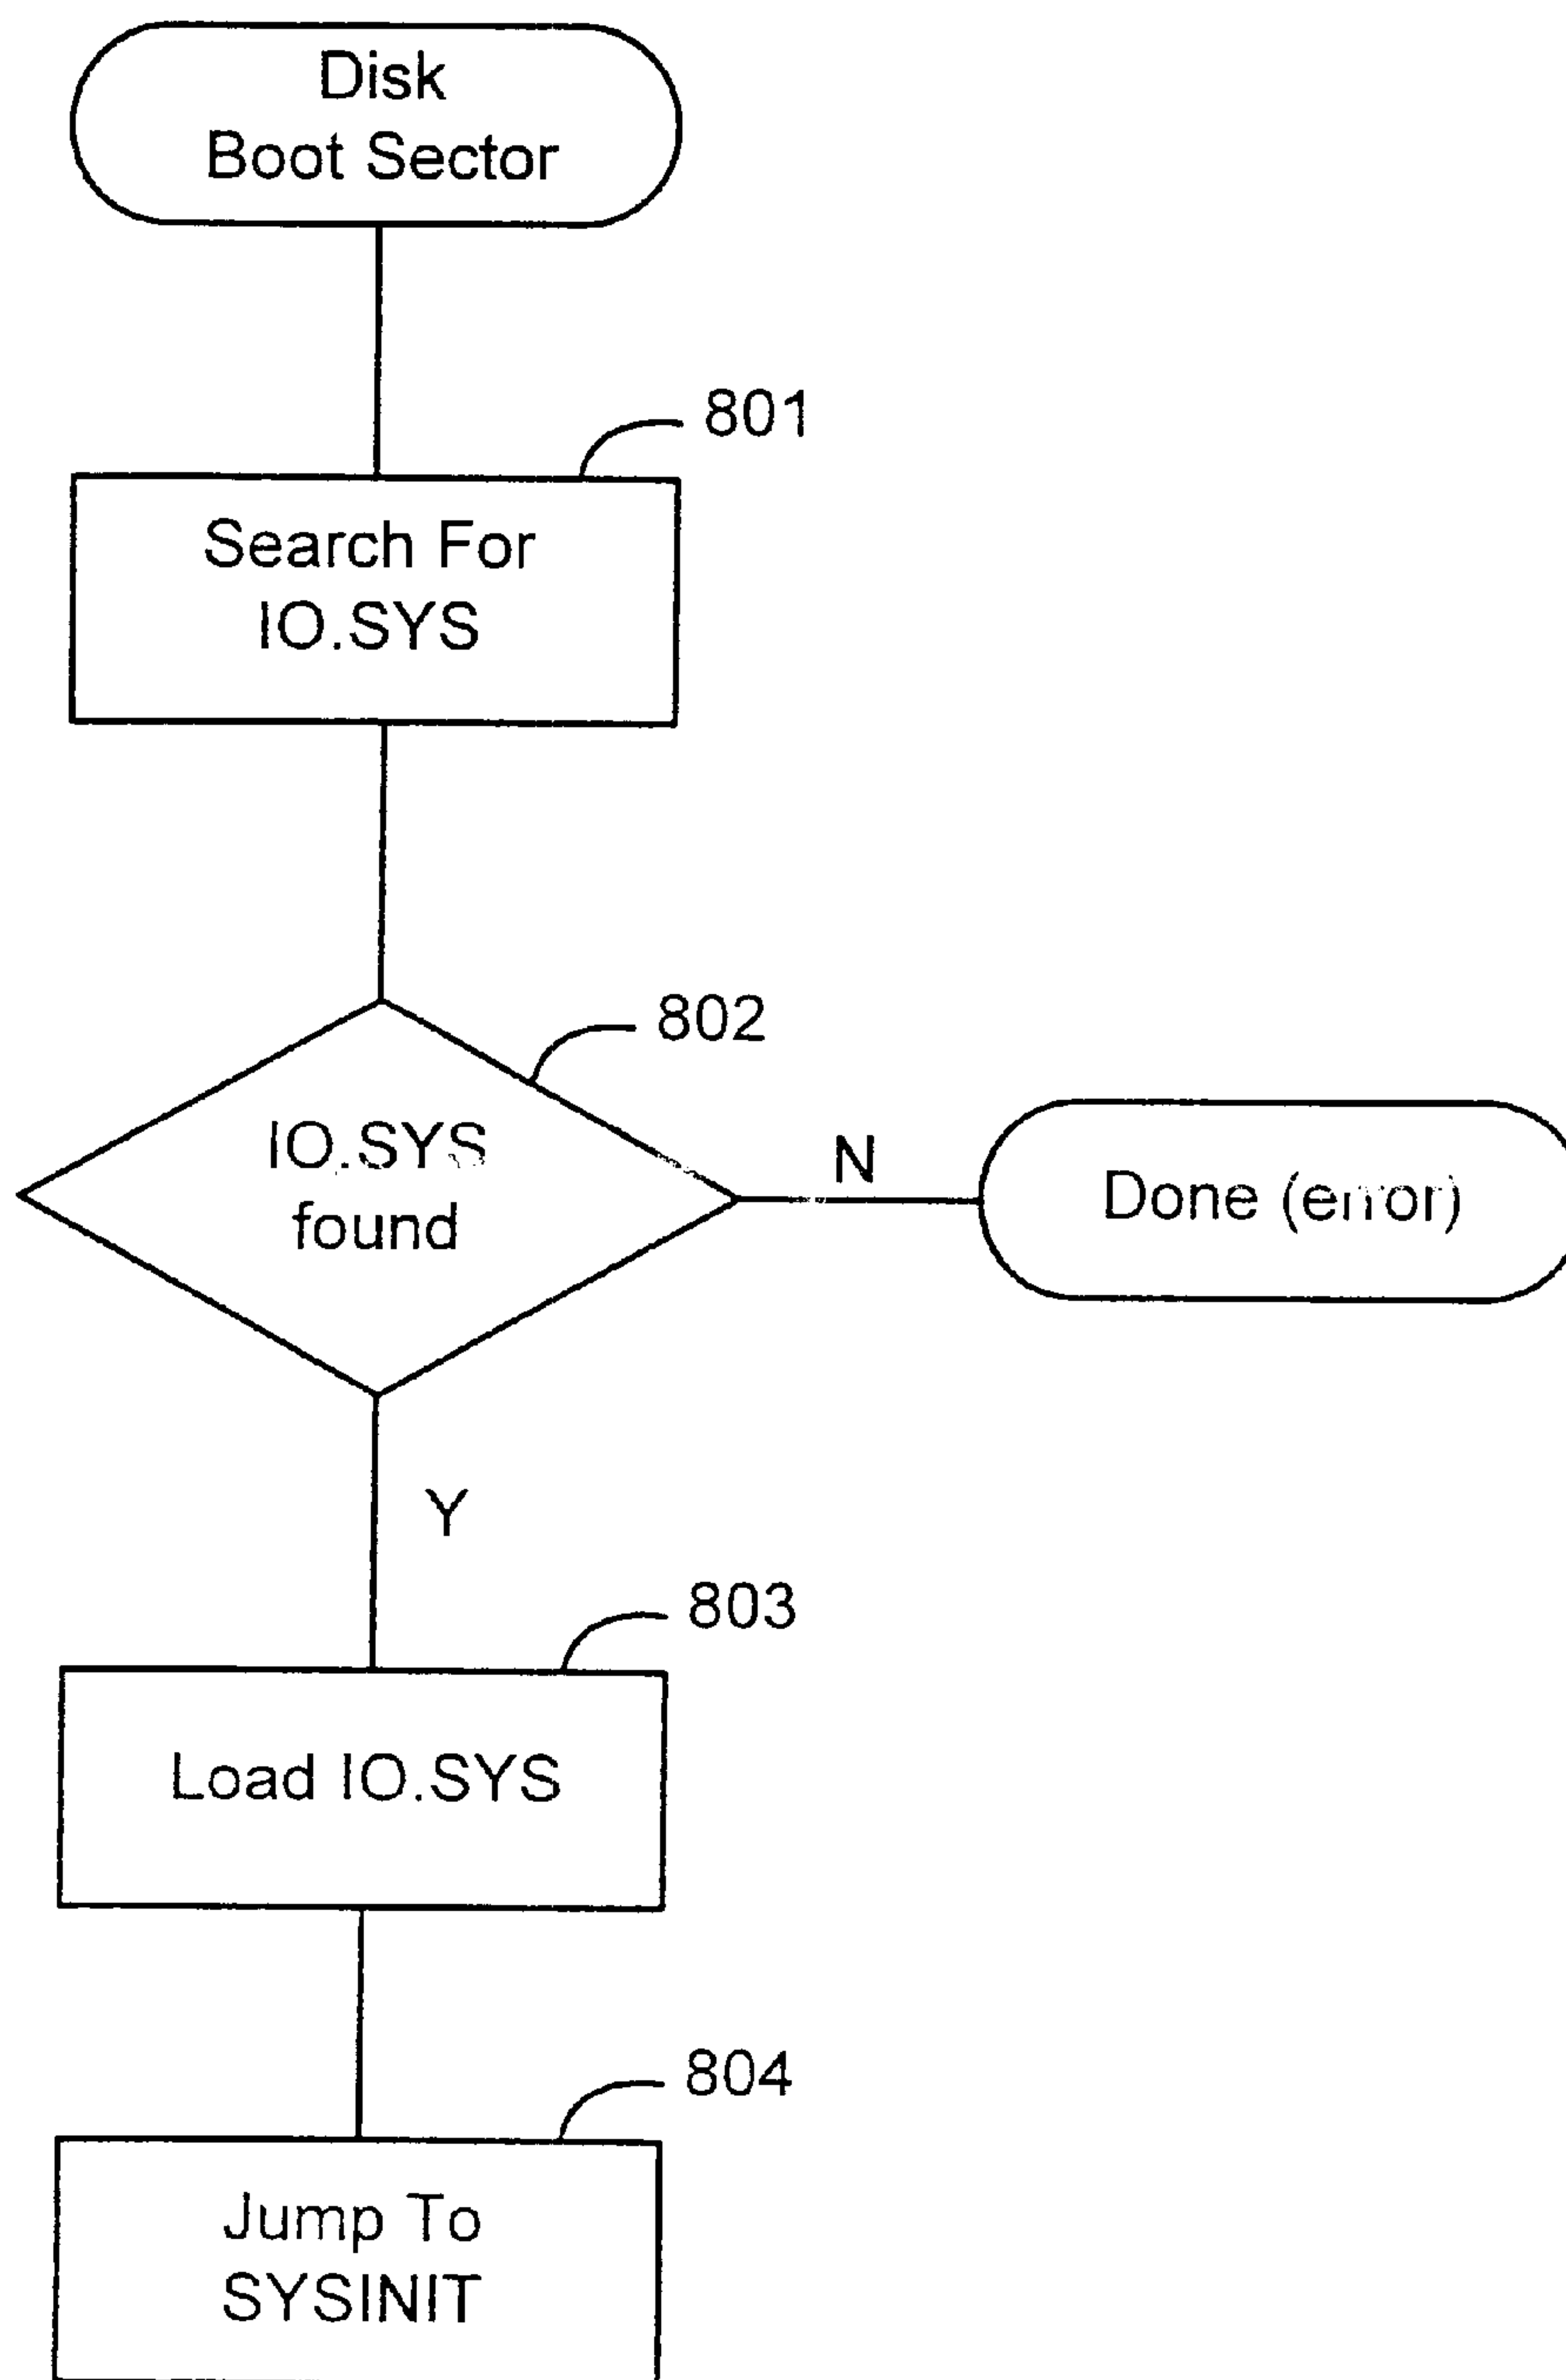 Disk
Boot Sector
801
Search For
IO.SYS
802
IO.SYS
found
N
Done (error)
Y
803
Load IO.SYS
804
Jump To
SYSINIT